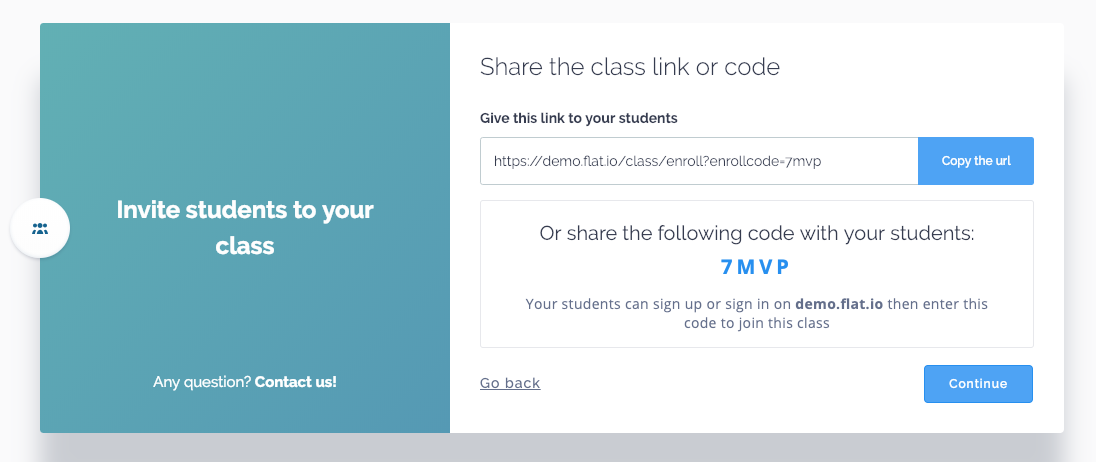 Invite students to your
class
Any question? Contact us!
Share the class link or code
Give this link to your students
https://demo.flat.io/class/enroll?enrollcode=7mvp
Copy the url
Or share the following code with your students:
7MVP
Your students can sign up or sign in on demo.flat.io then enter this
code to join this class
Go back
Continue